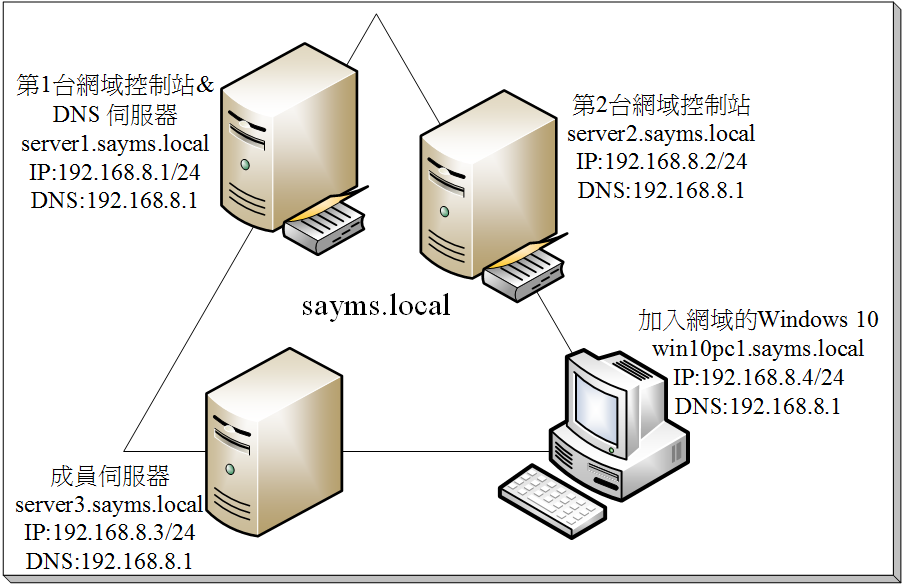 第1台網域控制站&
DNS 伺服器
server1.sayms.local
IP:192.168.8.1/24
DNS:192.168.8.1
第2台網域控制站
server2.sayms.local
IP:192.168.8.2/24
DNS:192.168.8.1
sayms.local
加入網域的Windows 10
win10pc1.sayms.local
IP:192.168.8.4/24
DNS:192.168.8.1
成員伺服器
server3.sayms.local
IP:192.168.8.3/24
DNS:192.168.8.1